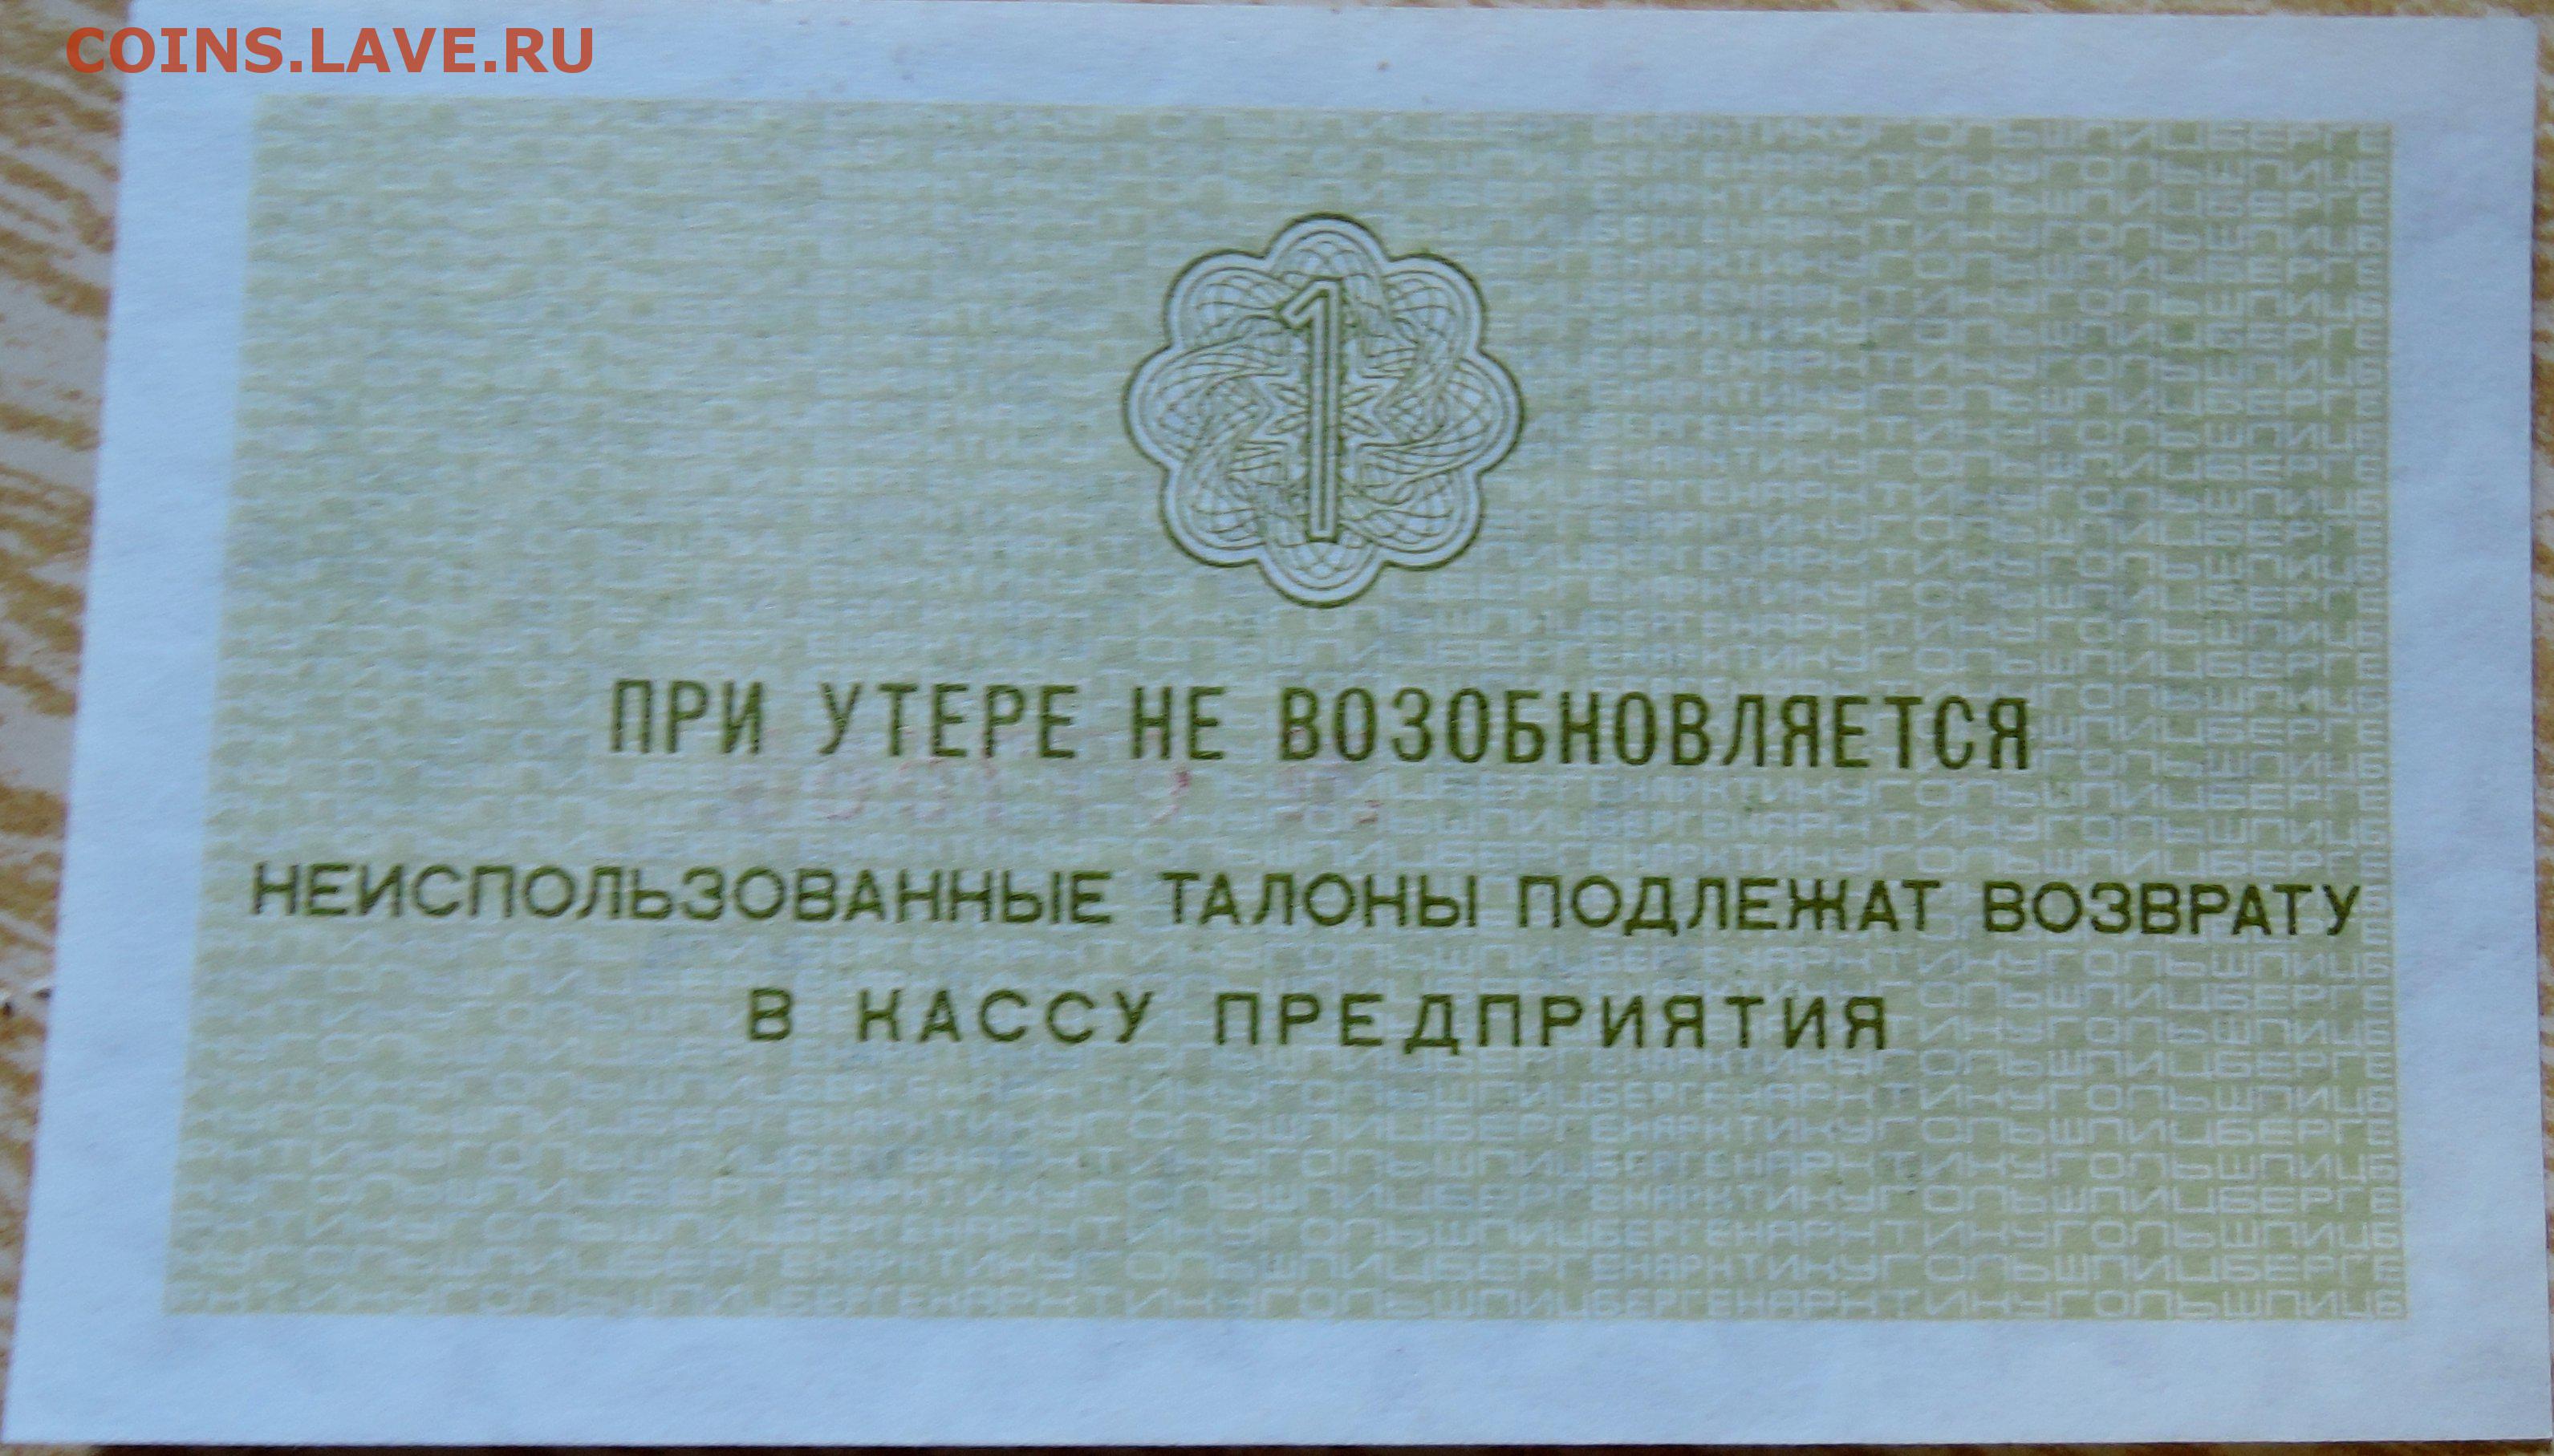 COINS.LAVE.RU
1
ПРИ УТЕРЕ НЕ ВОЗОБНОВЛЯЕТСЯ
НЕИСПОЛЬЗОВАННЫЕ ТАЛОНЫ ПОДЛЕЖАТ ВОЗВРАТУ
В КАССУ ПРЕДПРИЯТИЯ